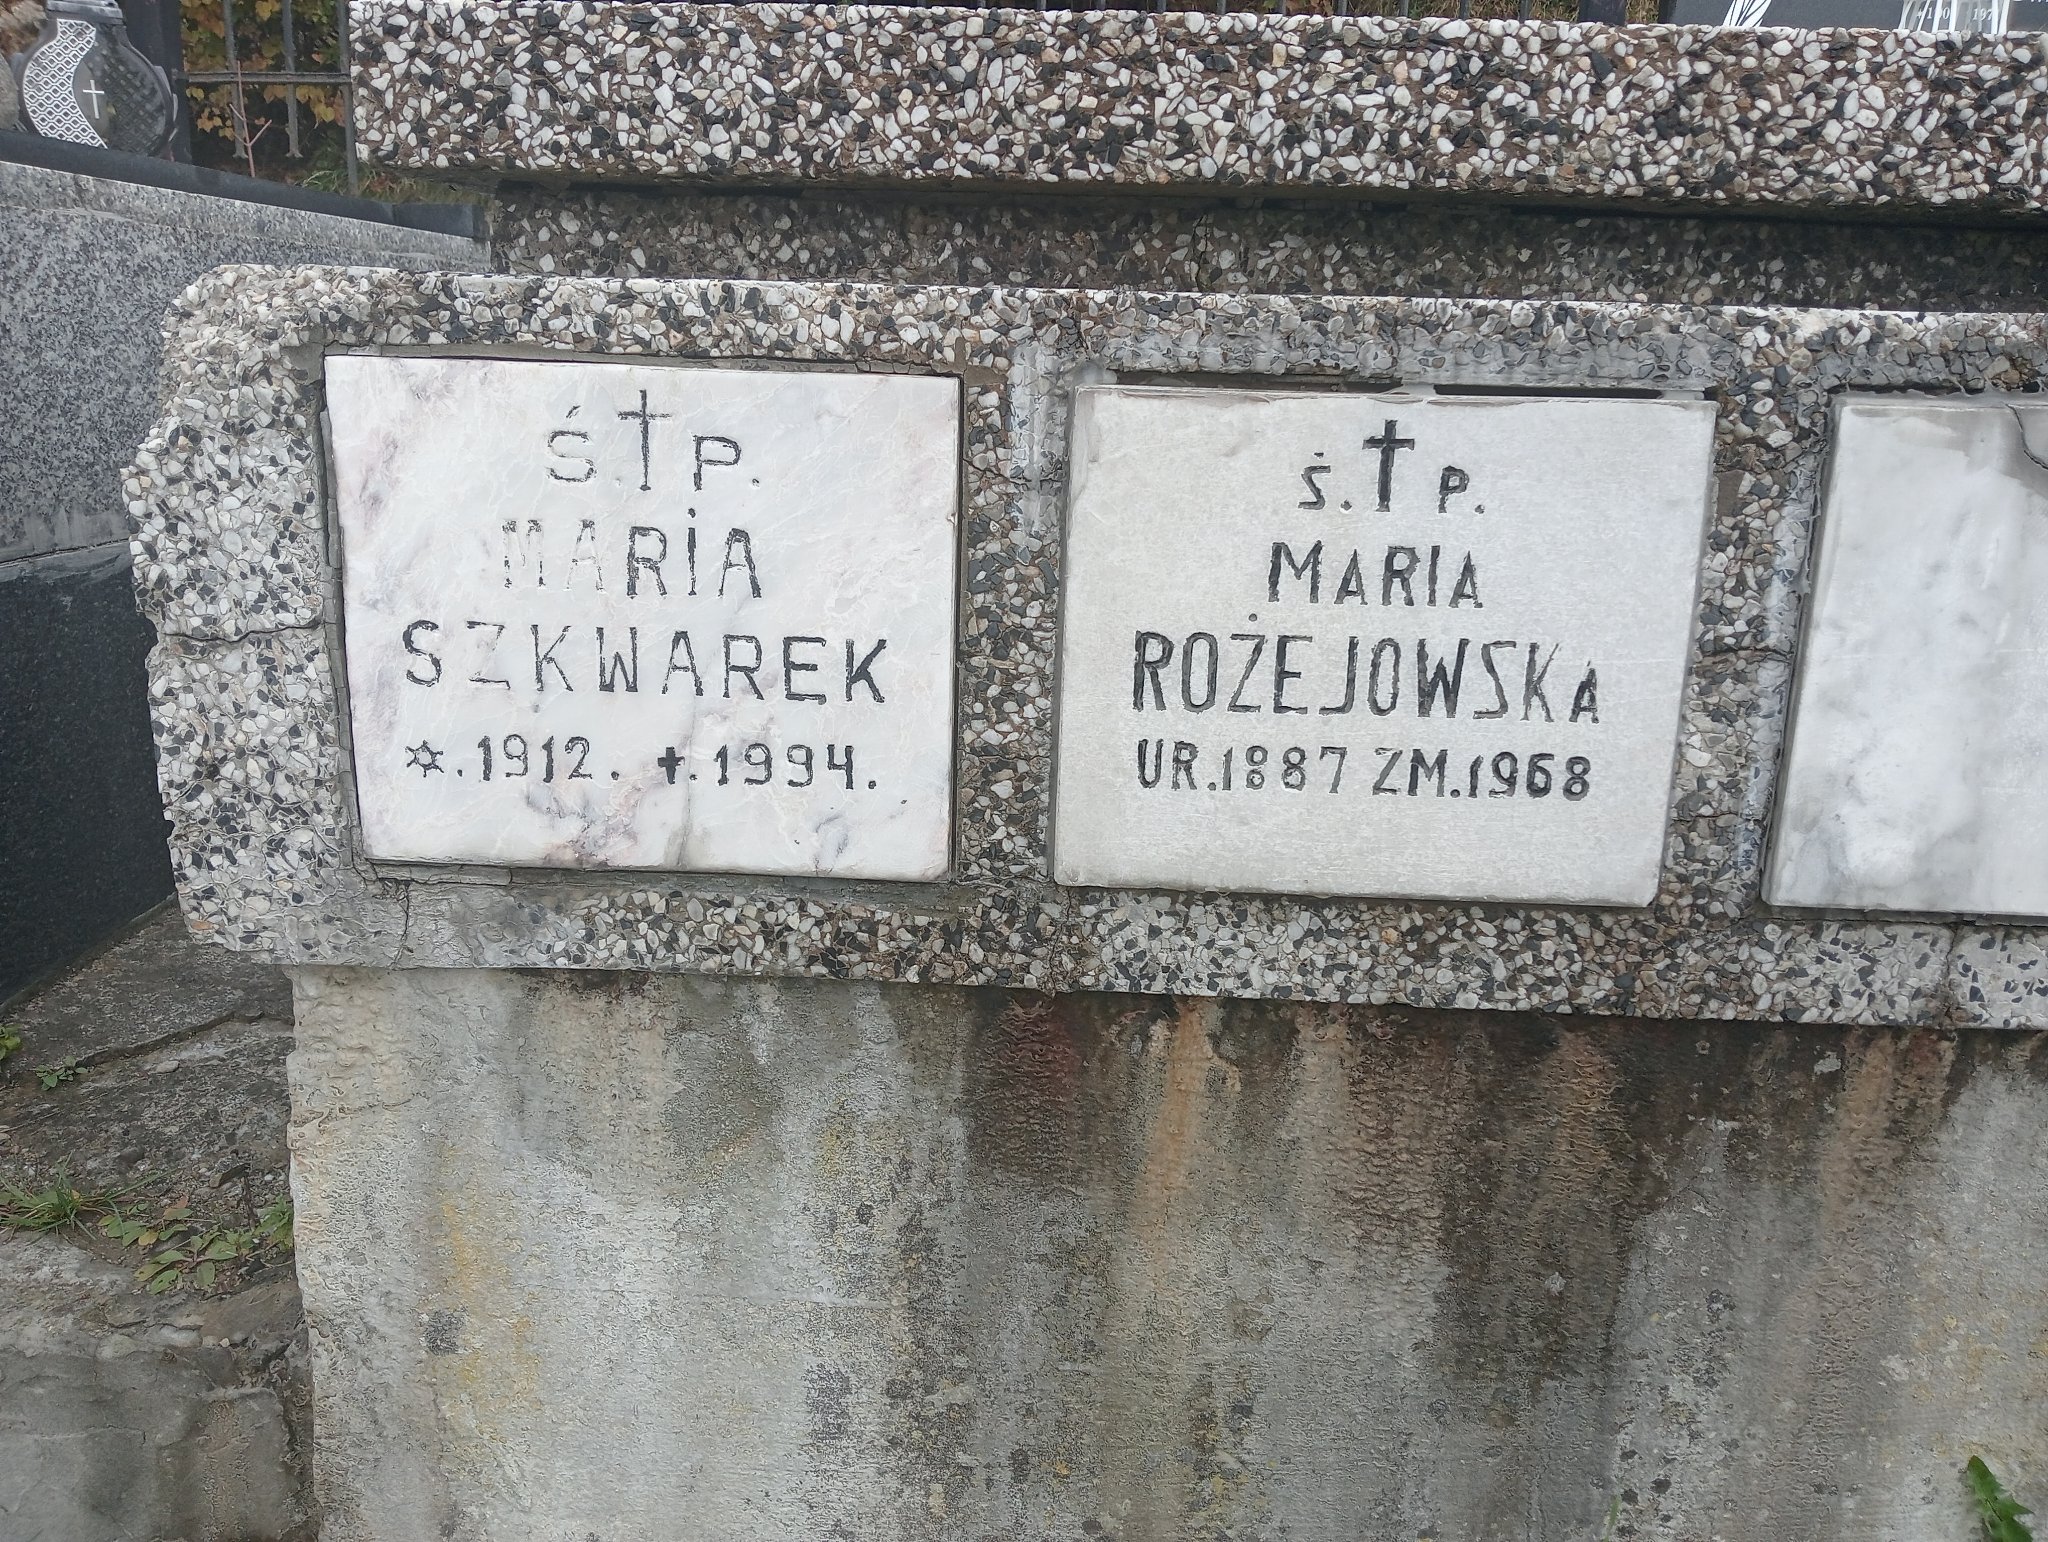 Ś.✝P.
MARIA
SZKWAREK
✡.1912. ✝.1994.
Ś.✝P.
MARIA
ROŻEJOWSKA
UR.1887 ZM.1968